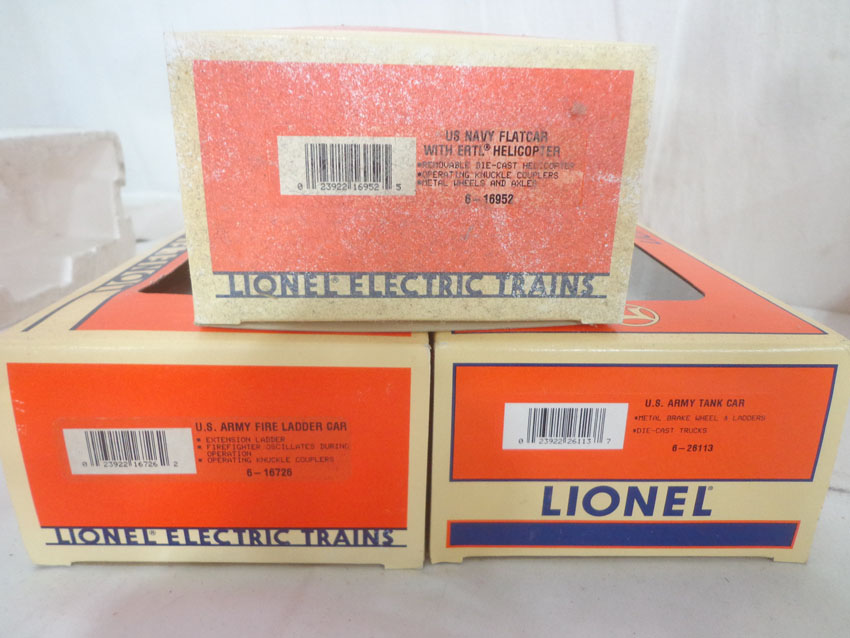 US NAVY FLATCAR
WITH ERTL® HELICOPTER
*REMOVABLE DIE-CAST HELICOPTER
*OPERATING KNUCKLE COUPLERS
*METAL WHEELS AND AXLES
6-16952
0 23922 16952 5
LIONEL® ELECTRIC TRAINS
LIONEL
U.S. ARMY FIRE LADDER CAR
* EXTENSION LADDER
* FIREFIGHTER OSCILLATES DURING
OPERATION
* OPERATING KNUCKLE COUPLERS
6-16726
0 23922 16726 2
LIONEL® ELECTRIC TRAINS
U.S. ARMY TANK CAR
*METAL BRAKE WHEEL & LADDERS
*DIE-CAST TRUCKS
6-26113
0 23922 26113 7
LIONEL®